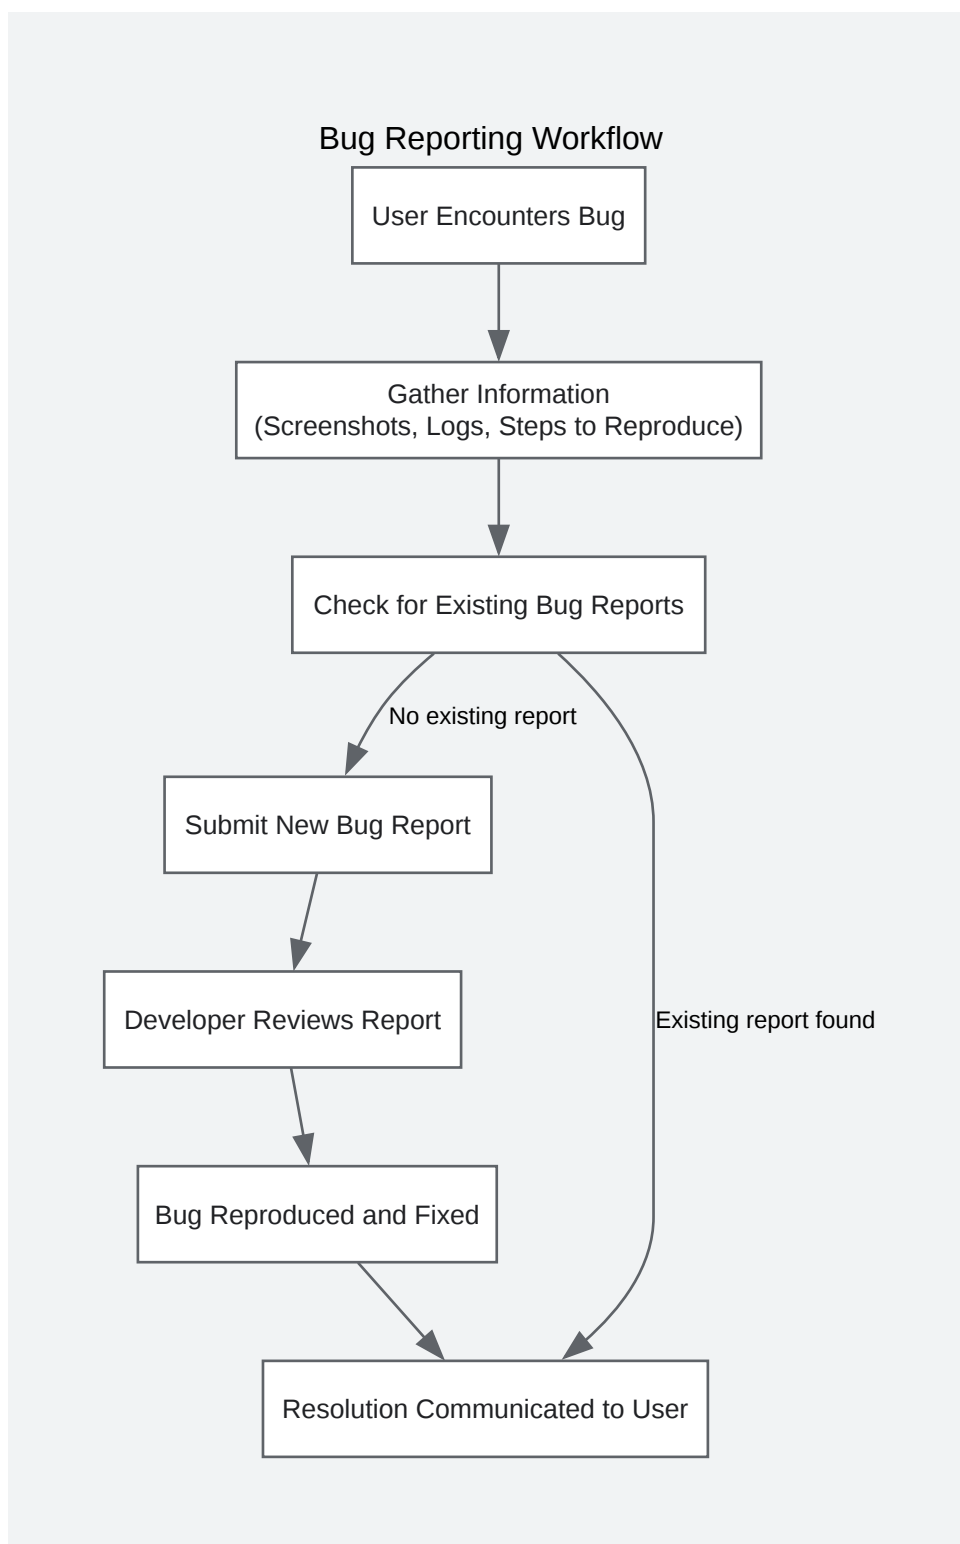 Bug Reporting Workflow
User Encounters Bug
Gather Information
(Screenshots, Logs, Steps to Reproduce)
Check for Existing Bug Reports
No existing report
Submit New Bug Report
Developer Reviews Report
Existing report found
Bug Reproduced and Fixed
Resolution Communicated to User